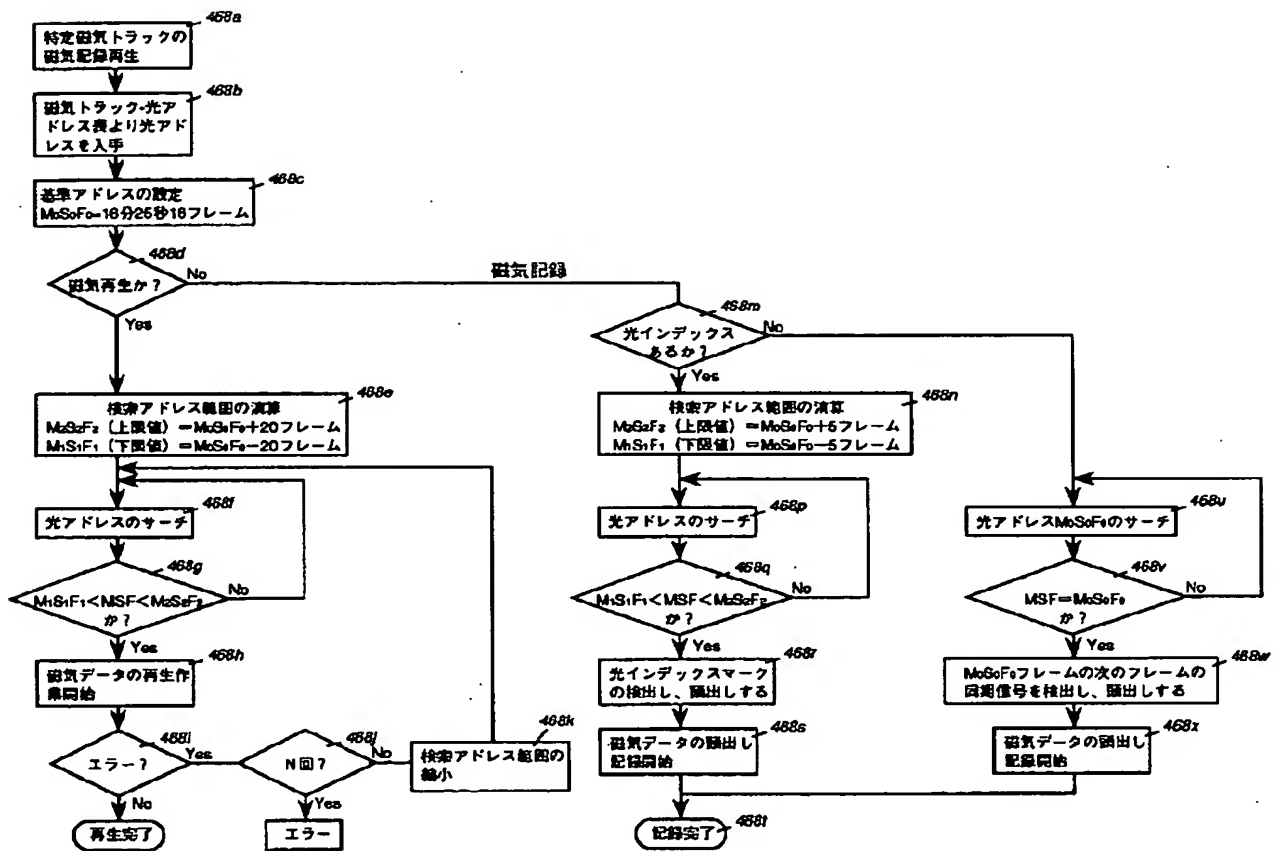 468a
特定磁気トラックの
磁気記録再生
468b
磁気トラック-光ア
ドレス表より光アド
レスを入手
468c
基準アドレスの設定
M₀S₀F₀=16分25秒16フレーム
468d
磁気再生か?
No
Yes
磁気記録
468m
光インデックス
あるか?
No
Yes
468e
検索アドレス範囲の演算
M₂S₂F₂(上限値)=M₀S₀F₀+20フレーム
M₁S₁F₁(下限値)=M₀S₀F₀-20フレーム
468n
検索アドレス範囲の演算
M₂S₂F₂(上限値)=M₀S₀F₀+5フレーム
M₁S₁F₁(下限値)=M₀S₀F₀-5フレーム
468f
光アドレスのサーチ
468p
光アドレスのサーチ
468u
光アドレスM₀S₀F₀のサーチ
468g
M₁S₁F₁<MSF<M₂S₂F₂
か?
No
Yes
468q
M₁S₁F₁<MSF<M₂S₂F₂
か?
No
Yes
468v
MSF=M₀S₀F₀
か?
No
Yes
468h
磁気データの再生作
業開始
468r
光インデックスマーク
の検出し、頭出しする
468w
M₀S₀F₀フレームの次のフレームの
同期信号を検出し、頭出しする
468i
エラー?
Yes
No
468j
N回?
No
Yes
468k
検索アドレス範囲の
縮小
468s
磁気データの頭出し
記録開始
468x
磁気データの頭出し
記録開始
再生完了
エラー
468t
記録完了